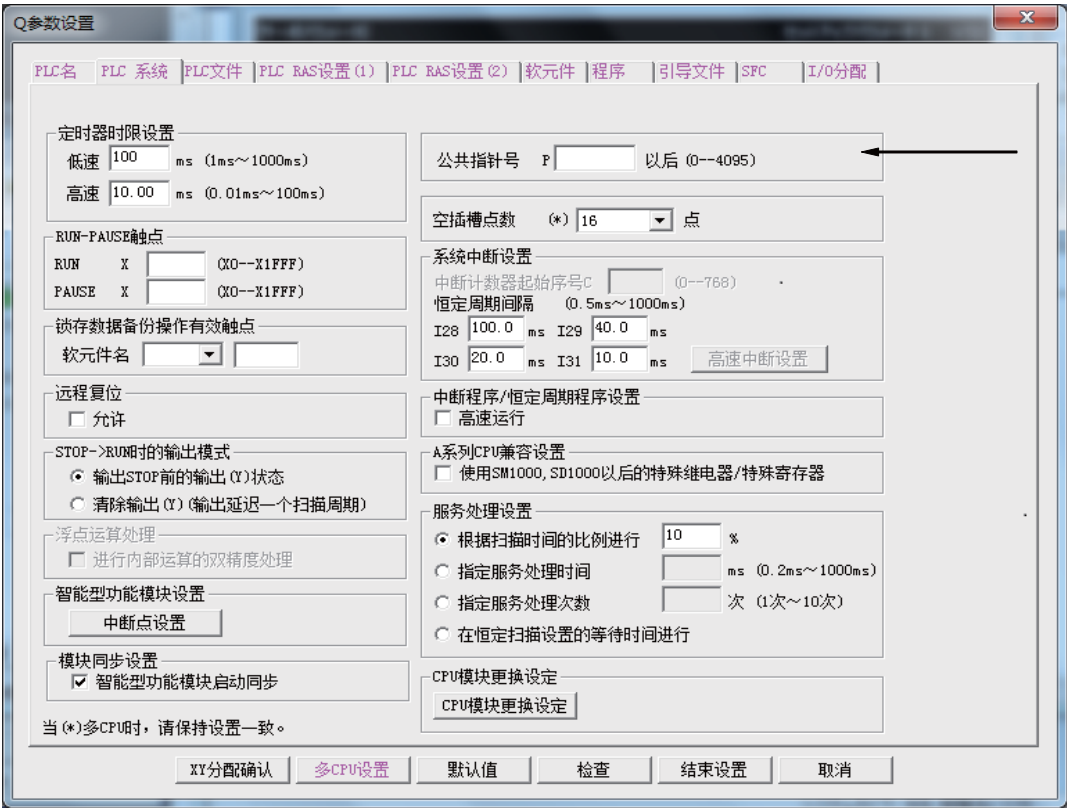 Q参数设置
PLC名 PLC 系统 PLC文件 PLC RAS设置(1) PLC RAS设置(2) 软元件 程序 引导文件 SFC I/O分配
定时器时限设置
低速 100 ms (1ms～1000ms)
高速 10.00 ms (0.01ms～100ms)
RUN-PAUSE触点
RUN X (X0--X1FFF)
PAUSE X (X0--X1FFF)
锁存数据备份操作有效触点
软元件名
远程复位
允许
STOP->RUN时的输出模式
输出STOP前的输出(Y)状态
清除输出(Y)(输出延迟一个扫描周期)
浮点运算处理
进行内部运算的双精度处理
智能型功能模块设置
中断点设置
模块同步设置
智能型功能模块启动同步
当(*)多CPU时，请保持设置一致。
公共指针号 P 以后(0--4095)
空插槽点数 (*) 16 点
系统中断设置
中断计数器起始序号C (0--768)
恒定周期间隔 (0.5ms～1000ms)
I28 100.0 ms I29 40.0 ms
I30 20.0 ms I31 10.0 ms 高速中断设置
中断程序/恒定周期程序设置
高速运行
A系列CPU兼容设置
使用SM1000,SD1000以后的特殊继电器/特殊寄存器
服务处理设置
根据扫描时间的比例进行 10 %
指定服务处理时间 ms (0.2ms～1000ms)
指定服务处理次数 次 (1次～10次)
在恒定扫描设置的等待时间进行
CPU模块更换设定
CPU模块更换设定
XY分配确认 多CPU设置 默认值 检查 结束设置 取消